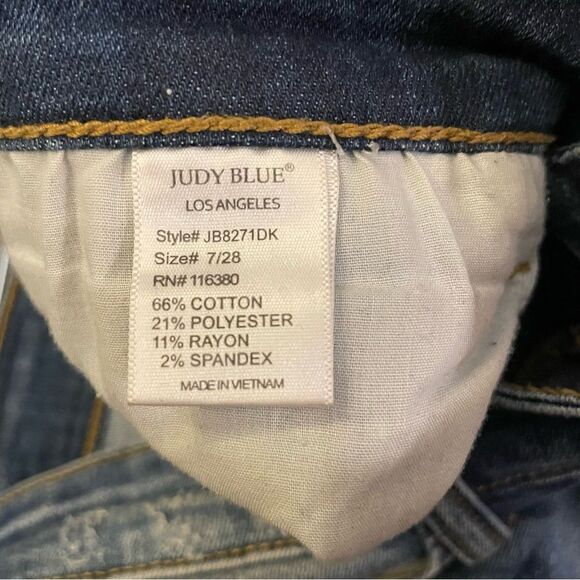 JUDY BLUE®
LOS ANGELES
Style# JB8271DK
Size# 7/28
RN# 116380
66% COTTON
21% POLYESTER
11% RAYON
2% SPANDEX
MADE IN VIETNAM